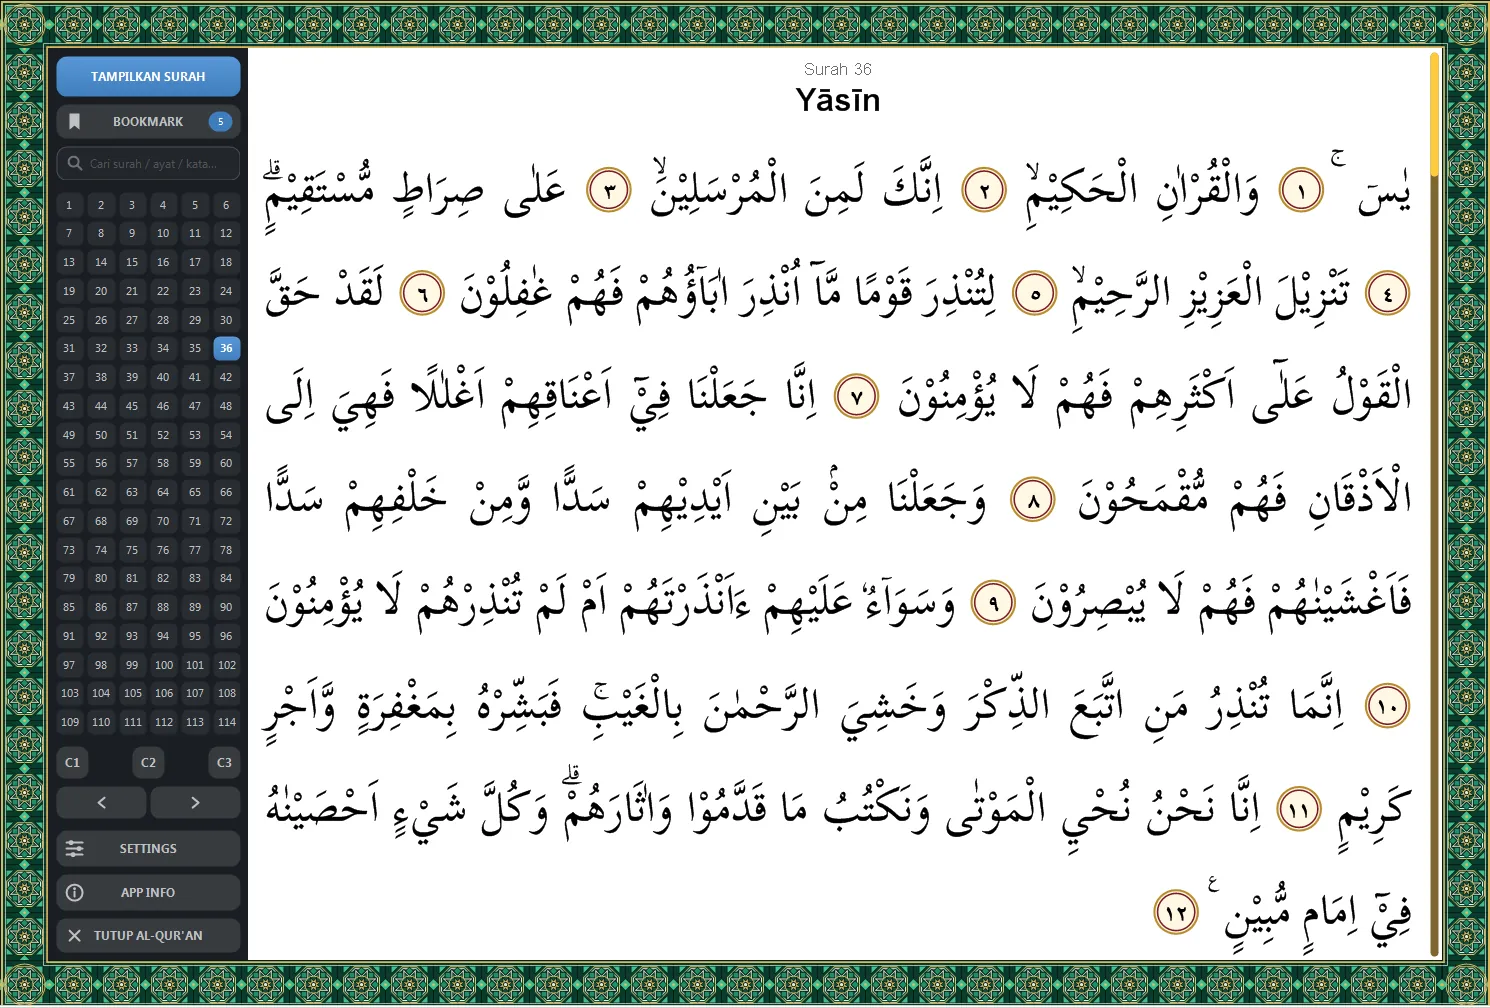 TAMPILKAN SURAH
BOOKMARK 5
Cari surah / ayat / kata...
1 2 3 4 5 6
7 8 9 10 11 12
13 14 15 16 17 18
19 20 21 22 23 24
25 26 27 28 29 30
31 32 33 34 35 36
37 38 39 40 41 42
43 44 45 46 47 48
49 50 51 52 53 54
55 56 57 58 59 60
61 62 63 64 65 66
67 68 69 70 71 72
73 74 75 76 77 78
79 80 81 82 83 84
85 86 87 88 89 90
91 92 93 94 95 96
97 98 99 100 101 102
103 104 105 106 107 108
109 110 111 112 113 114
C1 C2 C3
< >
SETTINGS
APP INFO
TUTUP AL-QUR'AN
Surah 36
Yāsīn
يٰسۤ ۚ ١ وَالْقُرْاٰنِ الْحَكِيْمِۙ ٢ اِنَّكَ لَمِنَ الْمُرْسَلِيْنَۙ ٣ عَلٰى صِرَاطٍ مُّسْتَقِيْمٍۗ
٤ تَنْزِيْلَ الْعَزِيْزِ الرَّحِيْمِۙ ٥ لِتُنْذِرَ قَوْمًا مَّآ اُنْذِرَ اٰبَاۤؤُهُمْ فَهُمْ غٰفِلُوْنَ ٦ لَقَدْ حَقَّ
الْقَوْلُ عَلٰٓى اَكْثَرِهِمْ فَهُمْ لَا يُؤْمِنُوْنَ ٧ اِنَّا جَعَلْنَا فِيْٓ اَعْنَاقِهِمْ اَغْلٰلًا فَهِيَ اِلَى
الْاَذْقَانِ فَهُمْ مُّقْمَحُوْنَ ٨ وَجَعَلْنَا مِنْۢ بَيْنِ اَيْدِيْهِمْ سَدًّا وَّمِنْ خَلْفِهِمْ سَدًّا
فَاَغْشَيْنٰهُمْ فَهُمْ لَا يُبْصِرُوْنَ ٩ وَسَوَاۤءٌ عَلَيْهِمْ ءَاَنْذَرْتَهُمْ اَمْ لَمْ تُنْذِرْهُمْ لَا يُؤْمِنُوْنَ
١٠ اِنَّمَا تُنْذِرُ مَنِ اتَّبَعَ الذِّكْرَ وَخَشِيَ الرَّحْمٰنَ بِالْغَيْبِۚ فَبَشِّرْهُ بِمَغْفِرَةٍ وَّاَجْرٍ
كَرِيْمٍ ١١ اِنَّا نَحْنُ نُحْيِ الْمَوْتٰى وَنَكْتُبُ مَا قَدَّمُوْا وَاٰثَارَهُمْۗ وَكُلَّ شَيْءٍ اَحْصَيْنٰهُ
فِيْٓ اِمَامٍ مُّبِيْنٍ ع ١٢